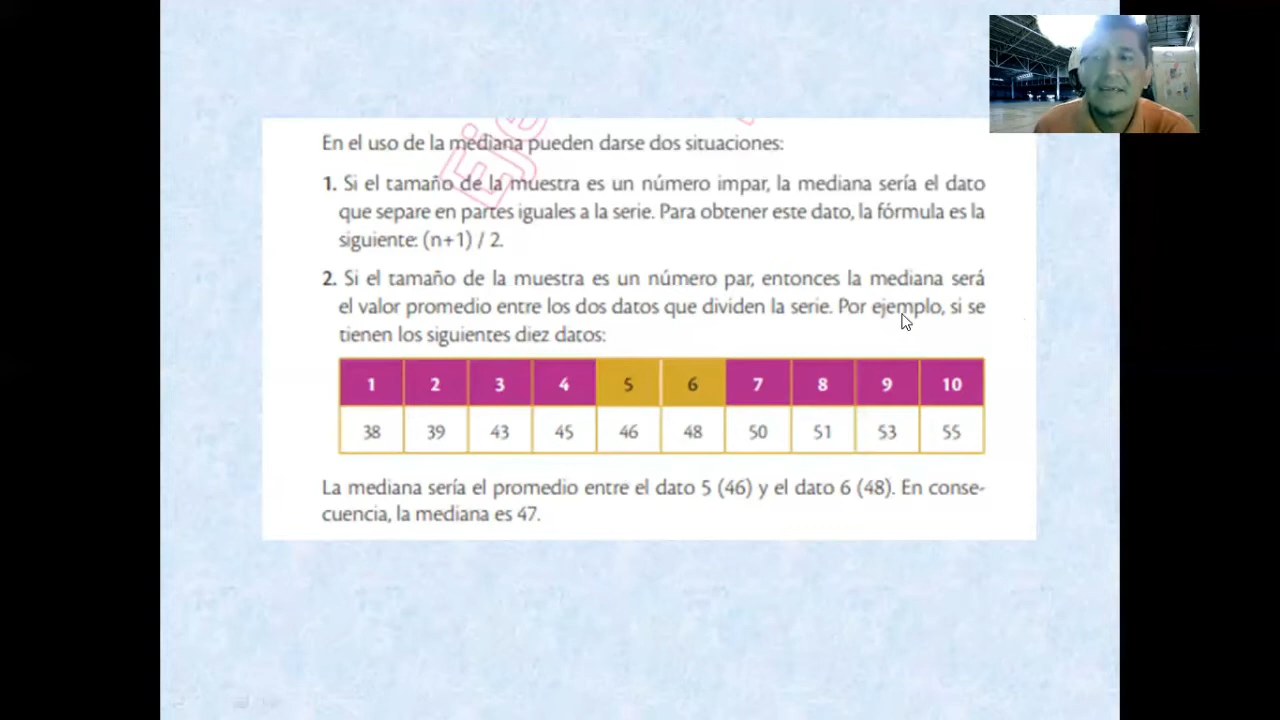 En el uso de la mediana pueden darse dos situaciones:
1. Si el tamaño de la muestra es un número impar, la mediana sería el dato
que separe en partes iguales a la serie. Para obtener este dato, la fórmula es la
siguiente: (n+1) / 2.
2. Si el tamaño de la muestra es un número par, entonces la mediana será
el valor promedio entre los dos datos que dividen la serie. Por ejemplo, si se
tienen los siguientes diez datos:
1 2 3 4 5 6 7 8 9 10
38 39 43 45 46 48 50 51 53 55
La mediana sería el promedio entre el dato 5 (46) y el dato 6 (48). En conse-
cuencia, la mediana es 47.